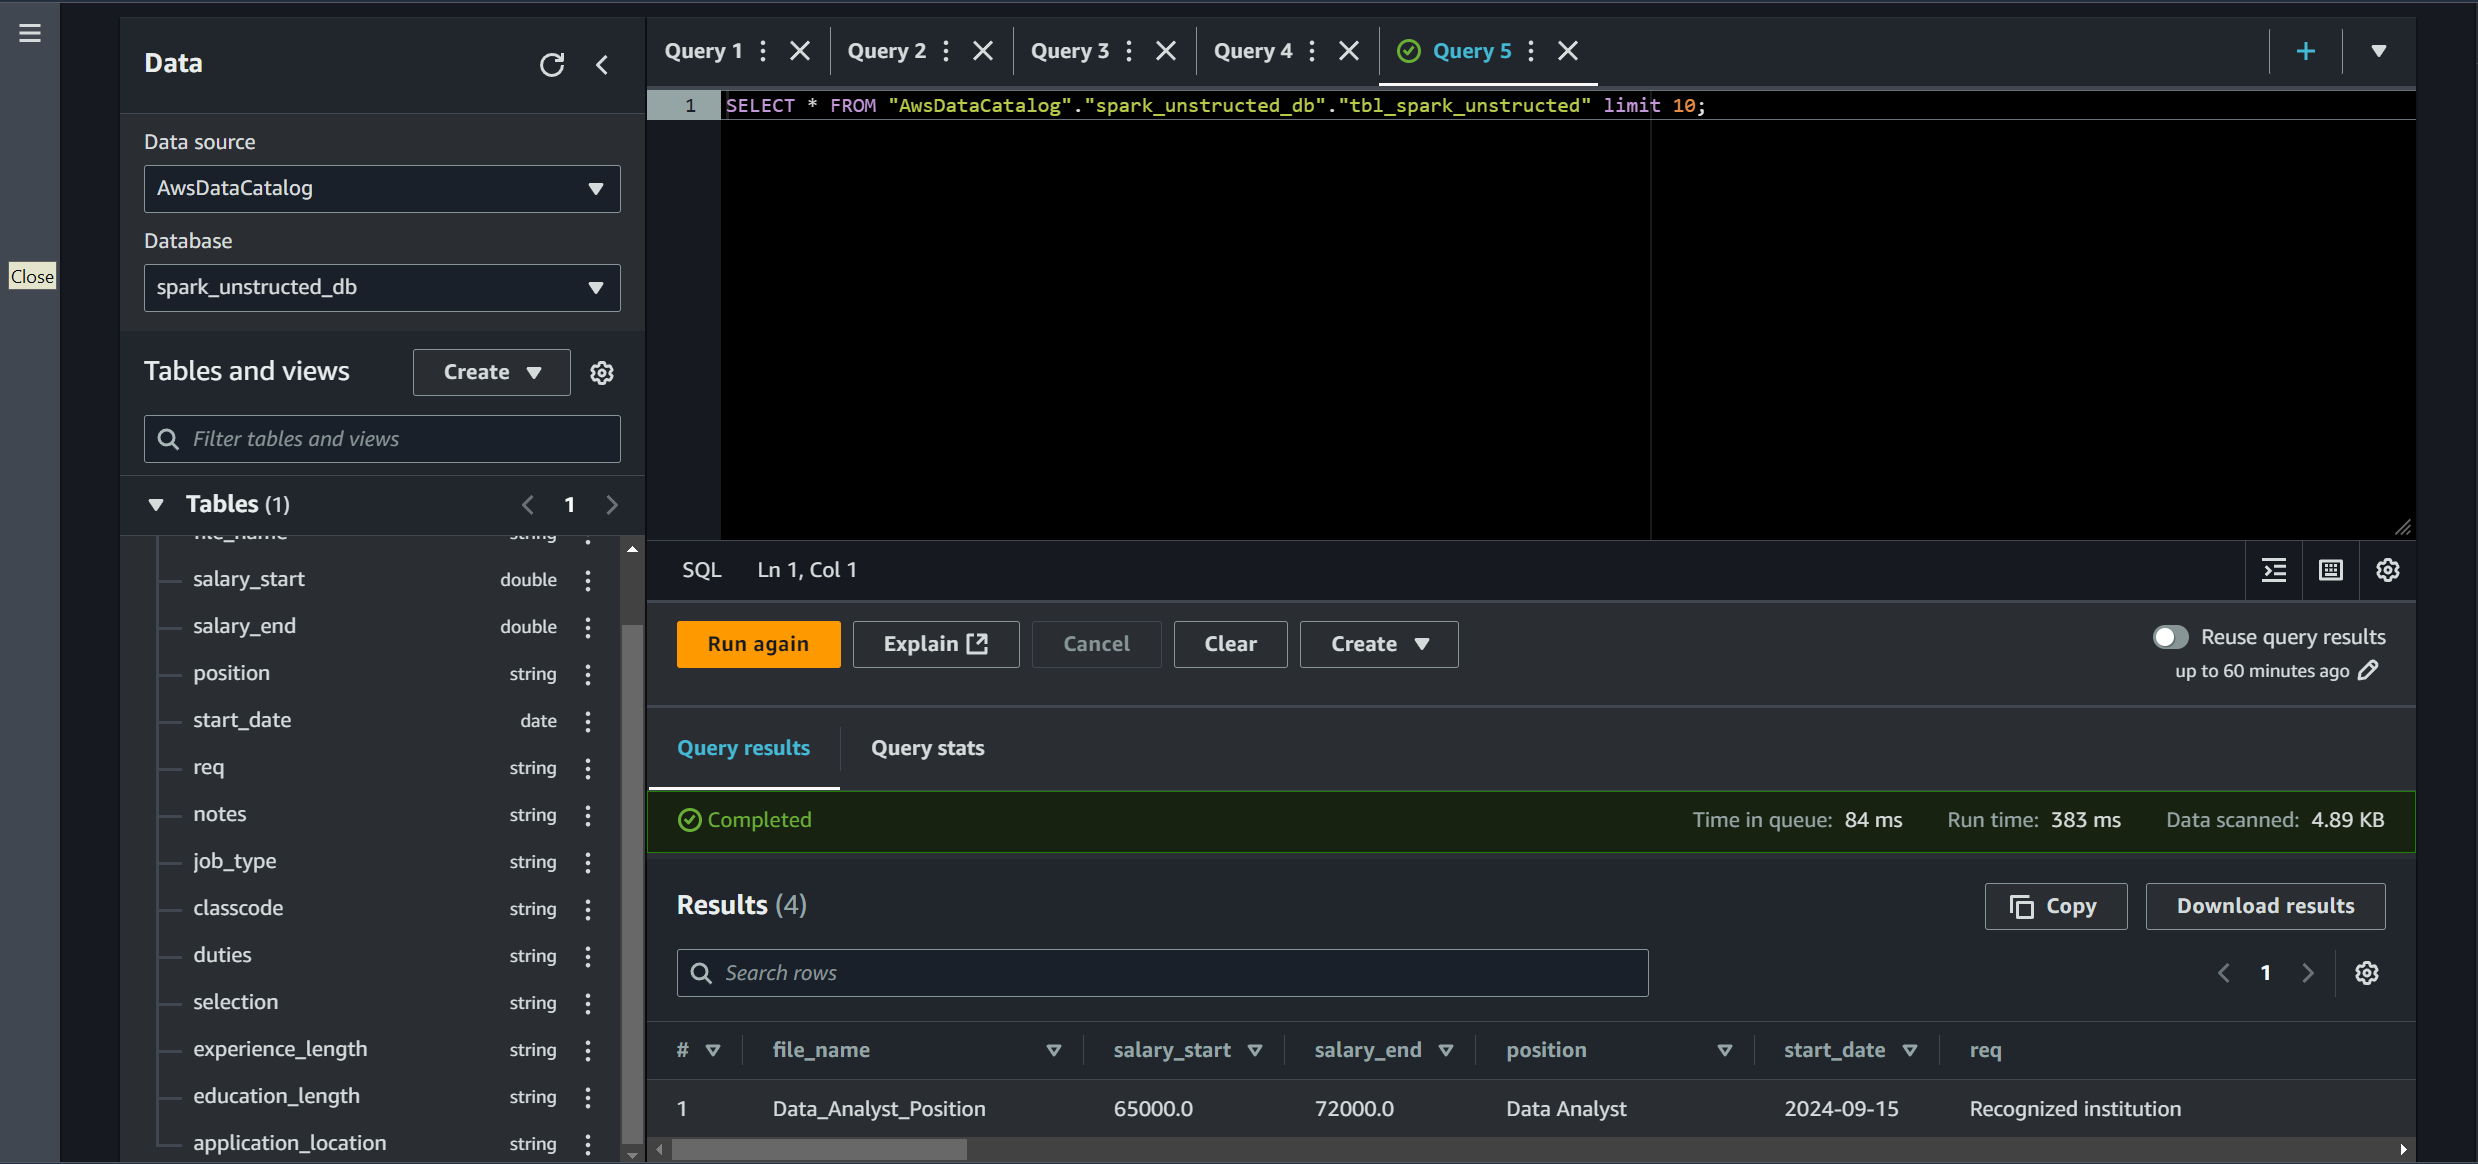 Data
Data source
AwsDataCatalog
Database
spark_unstructed_db
Close
Tables and views
Create
Filter tables and views
Tables (1)
1
file_name string
salary_start double
salary_end double
position string
start_date date
req string
notes string
job_type string
classcode string
duties string
selection string
experience_length string
education_length string
application_location string
Query 1
Query 2
Query 3
Query 4
Query 5
1 SELECT * FROM "AwsDataCatalog"."spark_unstructured_db"."tbl_spark_unstructured" limit 10;
SQL Ln 1, Col 1
Run again
Explain
Cancel
Clear
Create
Reuse query results
up to 60 minutes ago
Query results
Query stats
Completed
Time in queue: 84 ms Run time: 383 ms Data scanned: 4.89 KB
Results (4)
Copy
Download results
Search rows
1
# file_name salary_start salary_end position start_date req
1 Data_Analyst_Position 65000.0 72000.0 Data Analyst 2024-09-15 Recognized institution